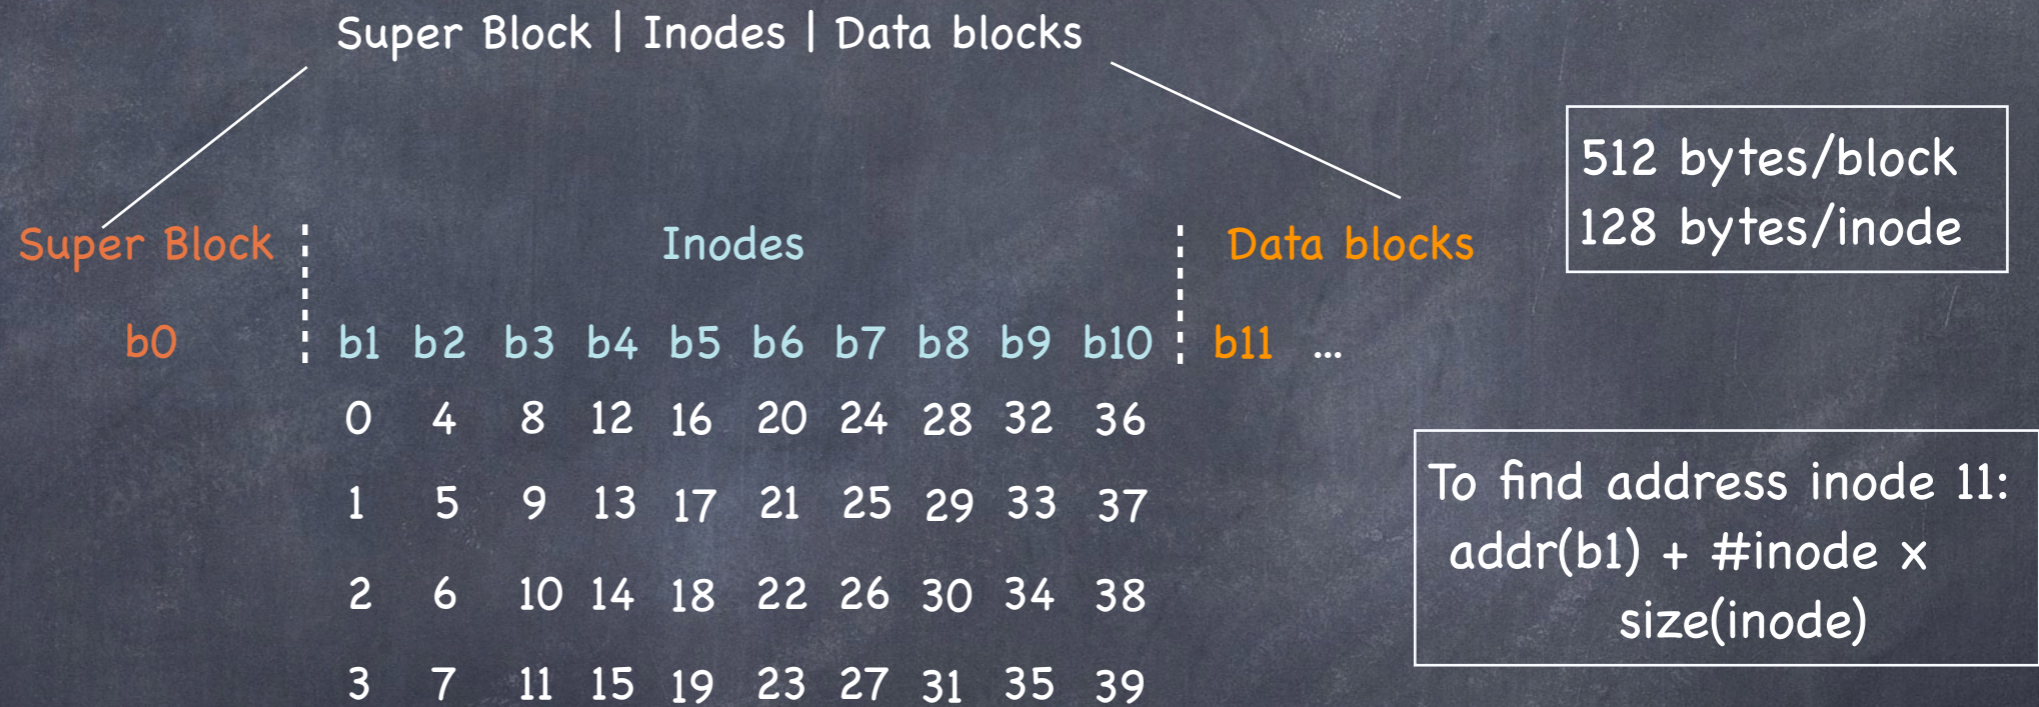 Super Block | Inodes | Data blocks
512 bytes/block
128 bytes/inode
Super Block Inodes Data blocks
b0 b1 b2 b3 b4 b5 b6 b7 b8 b9 b10 b11 ...
0 4 8 12 16 20 24 28 32 36
1 5 9 13 17 21 25 29 33 37
2 6 10 14 18 22 26 30 34 38
3 7 11 15 19 23 27 31 35 39
To find address inode 11:
addr(b1) + #inode x
size(inode)